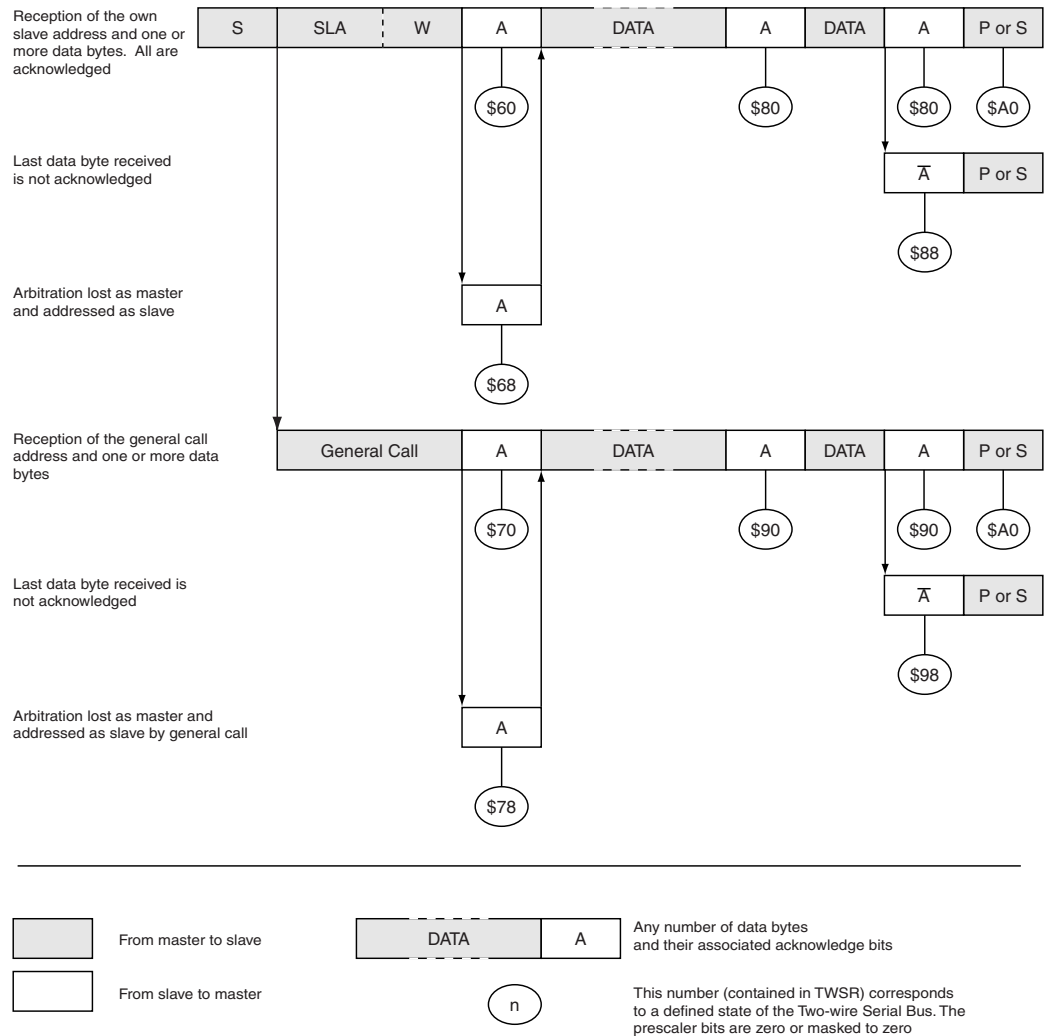 Reception of the own
slave address and one or
more data bytes. All are
acknowledged
S SLA W A DATA A DATA A P or S
$60 $80 $80 $A0
Last data byte received
is not acknowledged
A̅ P or S
$88
Arbitration lost as master
and addressed as slave
A
$68
Reception of the general call
address and one or more data
bytes
General Call A DATA A DATA A P or S
$70 $90 $90 $A0
Last data byte received is
not acknowledged
A̅ P or S
$98
Arbitration lost as master and
addressed as slave by general call
A
$78
From master to slave
From slave to master
DATA A
Any number of data bytes
and their associated acknowledge bits
n
This number (contained in TWSR) corresponds
to a defined state of the Two-wire Serial Bus. The
prescaler bits are zero or masked to zero